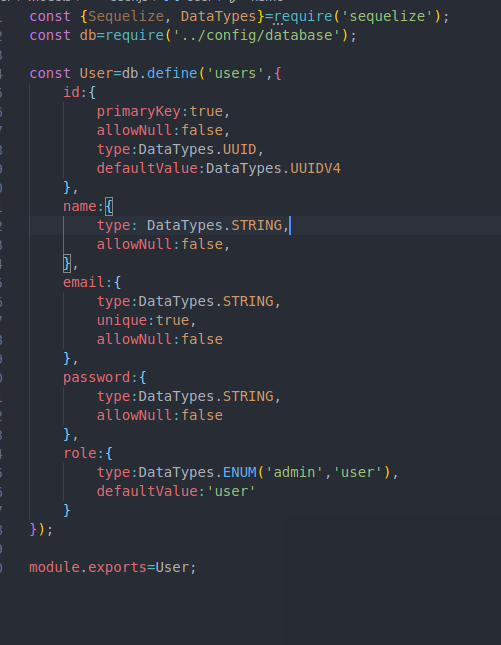 const {Sequelize, DataTypes}=require('sequelize');
const db=require('../config/database');
const User=db.define('users',{
id:{
primaryKey:true,
allowNull:false,
type:DataTypes.UUID,
defaultValue:DataTypes.UUIDV4
},
name:{
type: DataTypes.STRING,
allowNull:false,
},
email:{
type:DataTypes.STRING,
unique:true,
allowNull:false
},
password:{
type:DataTypes.STRING,
allowNull:false
},
role:{
type:DataTypes.ENUM('admin','user'),
defaultValue:'user'
}
});
module.exports=User;